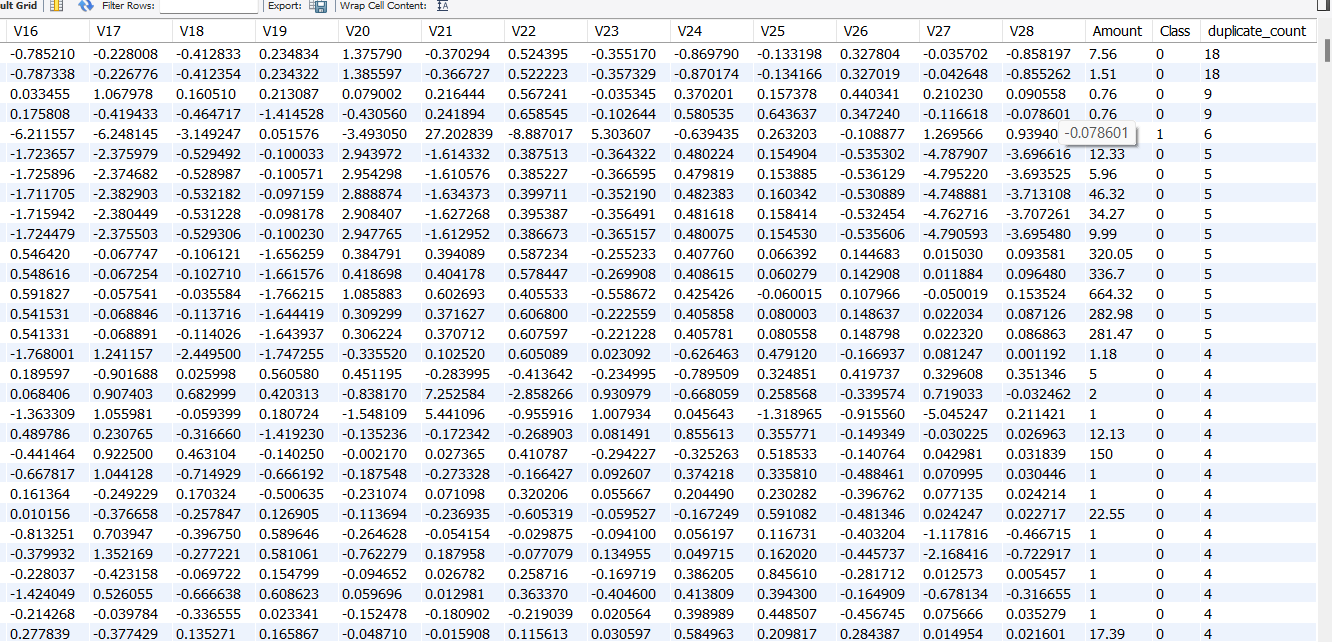 ult Grid Filter Rows: Export: Wrap Cell Content:
V16 V17 V18 V19 V20 V21 V22 V23 V24 V25 V26 V27 V28 Amount Class duplicate_count
-0.785210 -0.228008 -0.412833 0.234834 1.375790 -0.370294 0.524395 -0.355170 -0.869790 -0.133198 0.327804 -0.035702 -0.858197 7.56 0 18
-0.787338 -0.226776 -0.412354 0.234322 1.385597 -0.366727 0.522223 -0.357329 -0.870174 -0.134166 0.327019 -0.042648 -0.855262 1.51 0 18
0.033455 1.067978 0.160510 0.213087 0.079002 0.216444 0.567241 -0.035345 0.370201 0.157378 0.440341 0.210230 0.090558 0.76 0 9
0.175808 -0.419433 -0.464717 -1.414528 -0.430560 0.241894 0.658545 -0.102644 0.580535 0.643637 0.347240 -0.116618 -0.078601 0.76 0 9
-6.211557 -6.248145 -3.149247 0.051576 -3.493050 27.202839 -8.887017 5.303607 -0.639435 0.263203 -0.108877 1.269566 0.93940 -0.078601 1 6
-1.723657 -2.375979 -0.529492 -0.100033 2.943972 -1.614332 0.387513 -0.364322 0.480224 0.154904 -0.535302 -4.787907 -3.696616 12.33 0 5
-1.725896 -2.374682 -0.528987 -0.100571 2.954298 -1.610576 0.385227 -0.366595 0.479819 0.153885 -0.536129 -4.795220 -3.693525 5.96 0 5
-1.711705 -2.382903 -0.532182 -0.097159 2.888874 -1.634373 0.399711 -0.352190 0.482383 0.160342 -0.530889 -4.748881 -3.713108 46.32 0 5
-1.715942 -2.380449 -0.531228 -0.098178 2.908407 -1.627268 0.395387 -0.356491 0.481618 0.158414 -0.532454 -4.762716 -3.707261 34.27 0 5
-1.724479 -2.375503 -0.529306 -0.100230 2.947765 -1.612952 0.386673 -0.365157 0.480075 0.154530 -0.535606 -4.790593 -3.695480 9.99 0 5
0.546420 -0.067747 -0.106121 -1.656259 0.384791 0.394089 0.587234 -0.255233 0.407760 0.066392 0.144683 0.015030 0.093581 320.05 0 5
0.548616 -0.067254 -0.102710 -1.661576 0.418698 0.404178 0.578447 -0.269908 0.408615 0.060279 0.142908 0.011884 0.096480 336.7 0 5
0.591827 -0.057541 -0.035584 -1.766215 1.085883 0.602693 0.405533 -0.558672 0.425426 -0.060015 0.107966 -0.050019 0.153524 664.32 0 5
0.541531 -0.068846 -0.113716 -1.644419 0.309299 0.371627 0.606800 -0.222559 0.405858 0.080003 0.148637 0.022034 0.087126 282.98 0 5
0.541331 -0.068891 -0.114026 -1.643937 0.306224 0.370712 0.607597 -0.221228 0.405781 0.080558 0.148798 0.022320 0.086863 281.47 0 5
-1.768001 1.241157 -2.449500 -1.747255 -0.335520 0.102520 0.605089 0.023092 -0.626463 0.479120 -0.166937 0.081247 0.001192 1.18 0 4
0.189597 -0.901688 0.025998 0.560580 0.451195 -0.283995 -0.413642 -0.234995 -0.789509 0.324851 0.419737 0.329608 0.351346 5 0 4
0.068406 0.907403 0.682999 0.420313 -0.838170 7.252584 -2.858266 0.930979 -0.668059 0.258568 -0.339574 0.719033 -0.032462 2 0 4
-1.363309 1.055981 -0.059399 0.180724 -1.548109 5.441096 -0.955916 1.007934 0.045643 -1.318965 -0.915560 -5.045247 0.211421 1 0 4
0.489786 0.230765 -0.316660 -1.419230 -0.135236 -0.172342 -0.268903 0.081491 0.855613 0.355771 -0.149349 -0.030225 0.026963 12.13 0 4
-0.441464 0.922500 0.463104 -0.140250 -0.002170 0.027365 0.410787 -0.294227 -0.325263 0.518533 -0.140764 0.042981 0.031839 150 0 4
-0.667817 1.044128 -0.714929 -0.666192 -0.187548 -0.273328 -0.166427 0.092607 0.374218 0.335810 -0.488461 0.070995 0.030446 1 0 4
0.161364 -0.249229 0.170324 -0.500635 -0.231074 0.071098 0.320206 0.055667 0.204490 0.230282 -0.396762 0.077135 0.024214 1 0 4
0.010156 -0.376658 -0.257847 0.126905 -0.113694 -0.236935 0.605319 -0.059527 -0.167249 0.591082 -0.481346 0.024247 0.022717 22.55 0 4
-0.813251 0.703947 -0.396750 0.589646 -0.264628 -0.054154 -0.029875 -0.094100 0.056197 0.116731 -0.403204 -1.117816 -0.466715 1 0 4
-0.379932 1.352169 -0.277221 0.581061 -0.762279 0.187958 -0.077079 0.134955 0.049715 0.162020 -0.445737 -2.168416 -0.722917 1 0 4
-0.228037 -0.423158 -0.069722 0.154799 -0.094652 0.026782 0.258716 -0.169719 0.386205 0.845610 -0.281712 0.012573 0.005457 1 0 4
-1.424049 0.526055 -0.666638 0.608623 0.059696 0.012981 0.363370 -0.404600 0.413809 0.394300 -0.164909 -0.678134 -0.316655 1 0 4
-0.214268 -0.039784 -0.336555 0.023341 -0.152478 -0.180902 -0.219039 0.020564 0.398989 0.448507 -0.456745 0.075666 0.035279 1 0 4
0.277839 -0.377429 0.135271 0.165867 -0.048710 -0.015908 0.115613 0.030597 0.584963 0.209817 0.284387 0.014954 0.021601 17.39 0 4